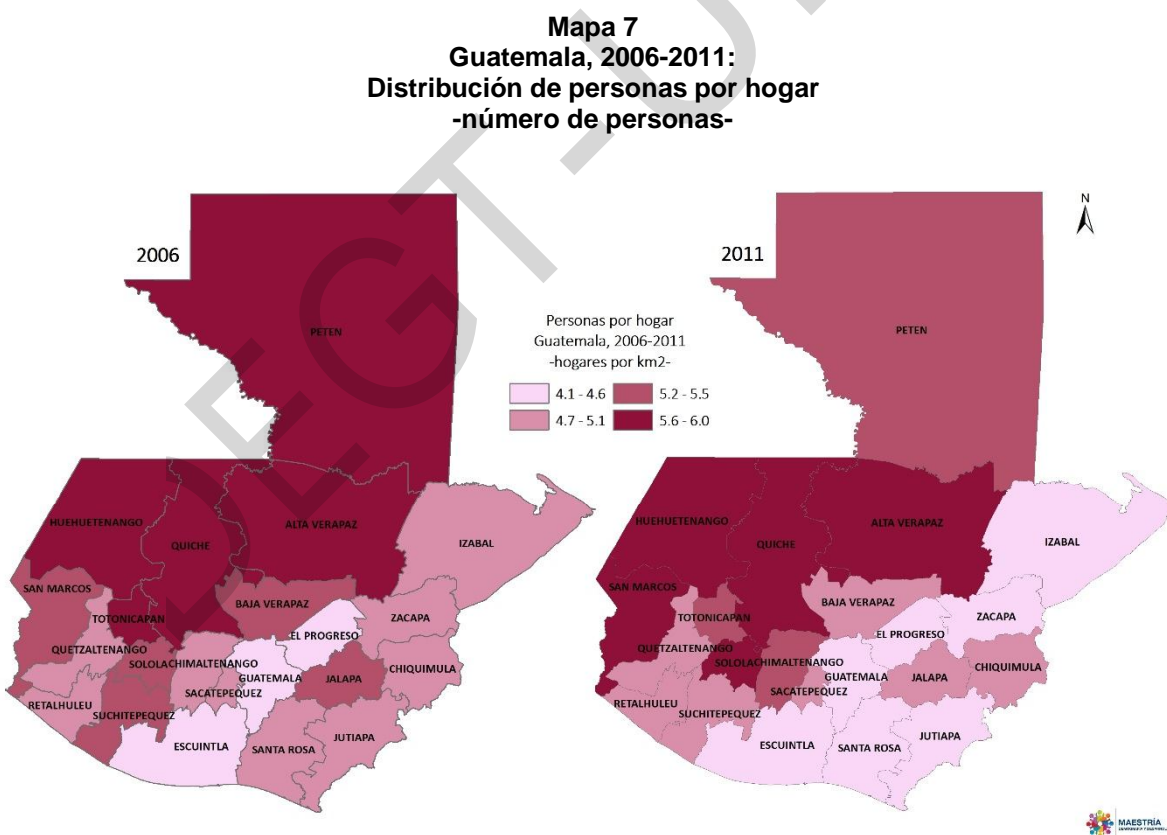 Mapa 7
Guatemala, 2006-2011:
Distribución de personas por hogar
-número de personas-
2006
PETEN
HUEHUETENANGO
QUICHE
ALTA VERAPAZ
IZABAL
SAN MARCOS
BAJA VERAPAZ
TOTONICAPAN
ZACAPA
EL PROGRESO
QUETZALTENANGO
SOLOLA
CHIMALTENANGO
CHIQUIMULA
GUATEMALA
JALAPA
SACATEPEQUEZ
RETALHULEU
SUCHITEPEQUEZ
JUTIAPA
ESCUINTLA
SANTA ROSA
Personas por hogar
Guatemala, 2006-2011
-hogares por km2-
4.1 - 4.6
5.2 - 5.5
4.7 - 5.1
5.6 - 6.0
2011
N
PETEN
HUEHUETENANGO
QUICHE
ALTA VERAPAZ
IZABAL
SAN MARCOS
BAJA VERAPAZ
TOTONICAPAN
ZACAPA
EL PROGRESO
QUETZALTENANGO
SOLOLA
CHIMALTENANGO
CHIQUIMULA
GUATEMALA
JALAPA
SACATEPEQUEZ
RETALHULEU
SUCHITEPEQUEZ
JUTIAPA
ESCUINTLA
SANTA ROSA
MAESTRÍA